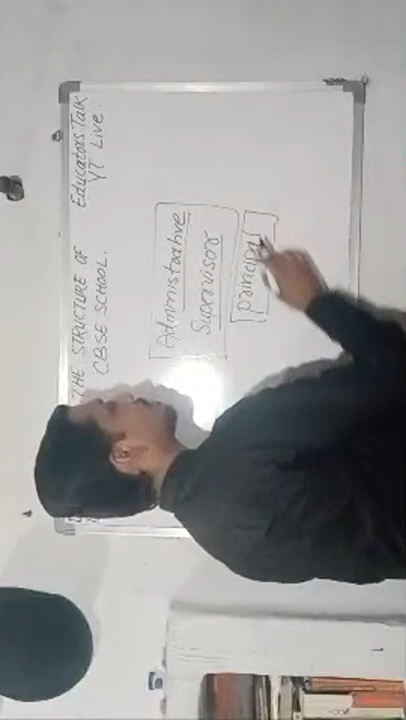 THE STRUCTURE OF
CBSE SCHOOL.
Educators Talk
YT Live.
Administrative
Supervisor
principal